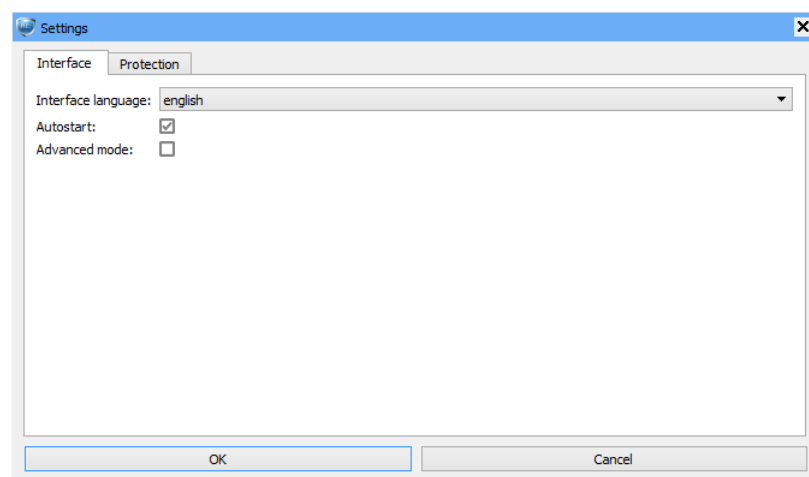 Settings
Interface Protection
Interface language: english
Autostart:
Advanced mode:
OK Cancel